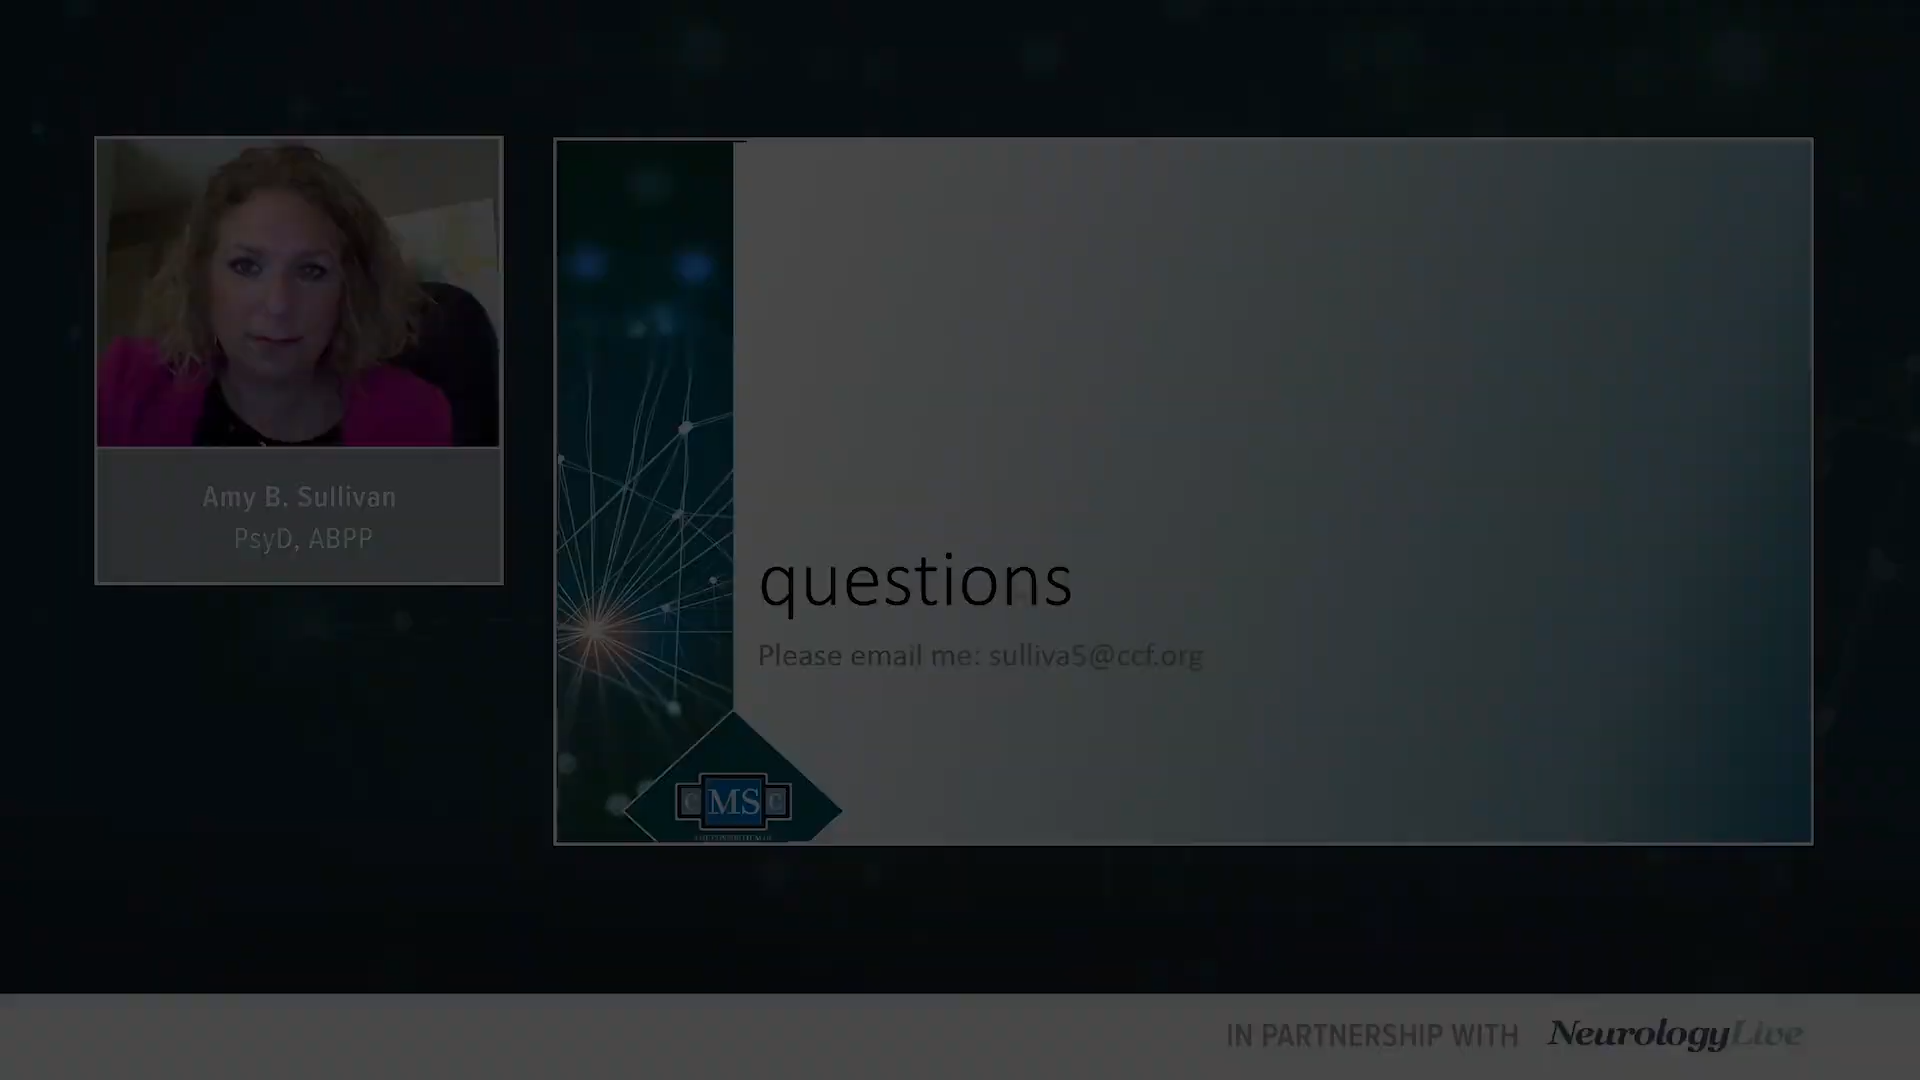 Amy B. Sullivan
PsyD, ABPP
questions
Please email me: sulliva5@ccf.org
CMSC
IN PARTNERSHIP WITH NeurologyLive